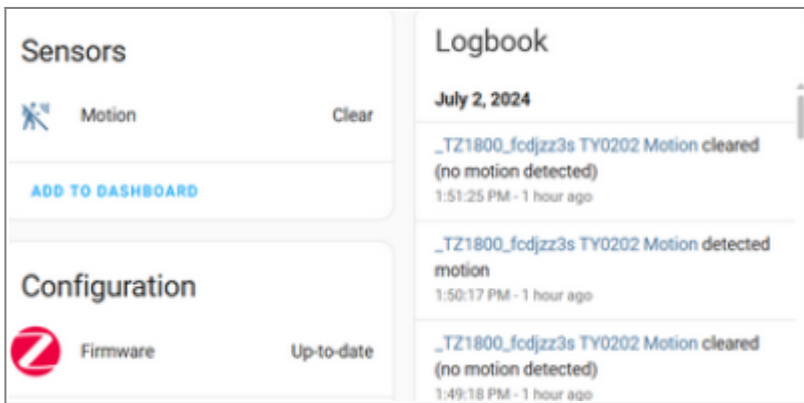 Sensors
Motion Clear
ADD TO DASHBOARD
Configuration
Firmware Up-to-date
Logbook
July 2, 2024
_TZ1800_fcdjzz3s TY0202 Motion cleared
(no motion detected)
1:51:25 PM - 1 hour ago
_TZ1800_fcdjzz3s TY0202 Motion detected
motion
1:50:17 PM - 1 hour ago
_TZ1800_fcdjzz3s TY0202 Motion cleared
(no motion detected)
1:49:18 PM - 1 hour ago